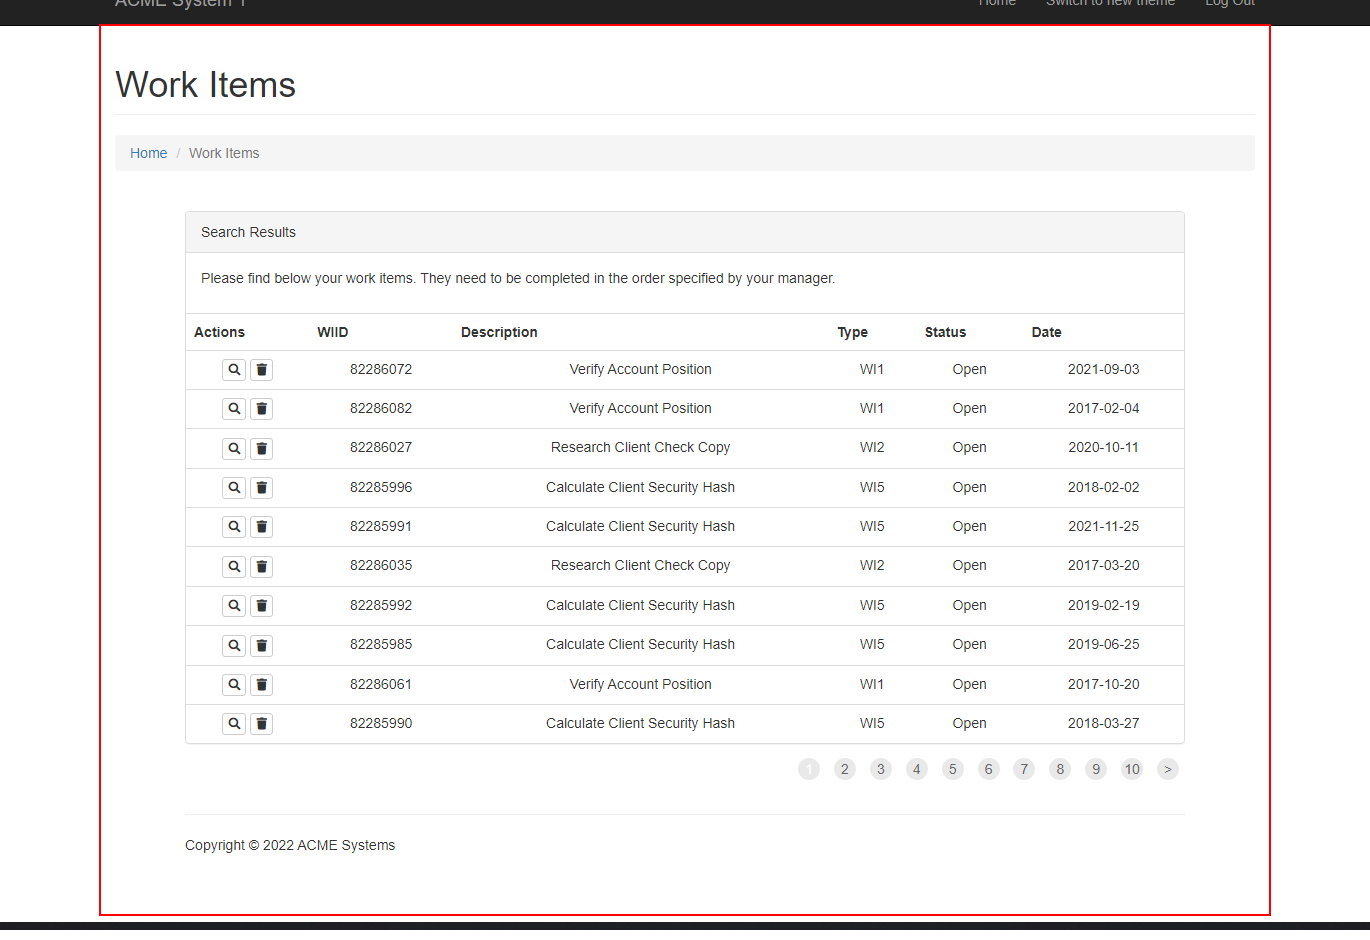 ACME System 1 Home Switch to new theme Log Out
Work Items
Home / Work Items
Search Results
Please find below your work items. They need to be completed in the order specified by your manager.
Actions WIID Description Type Status Date
82286072 Verify Account Position WI1 Open 2021-09-03
82286082 Verify Account Position WI1 Open 2017-02-04
82286027 Research Client Check Copy WI2 Open 2020-10-11
82285996 Calculate Client Security Hash WI5 Open 2018-02-02
82285991 Calculate Client Security Hash WI5 Open 2021-11-25
82286035 Research Client Check Copy WI2 Open 2017-03-20
82285992 Calculate Client Security Hash WI5 Open 2019-02-19
82285985 Calculate Client Security Hash WI5 Open 2019-06-25
82286061 Verify Account Position WI1 Open 2017-10-20
82285990 Calculate Client Security Hash WI5 Open 2018-03-27
1 2 3 4 5 6 7 8 9 10 >
Copyright © 2022 ACME Systems